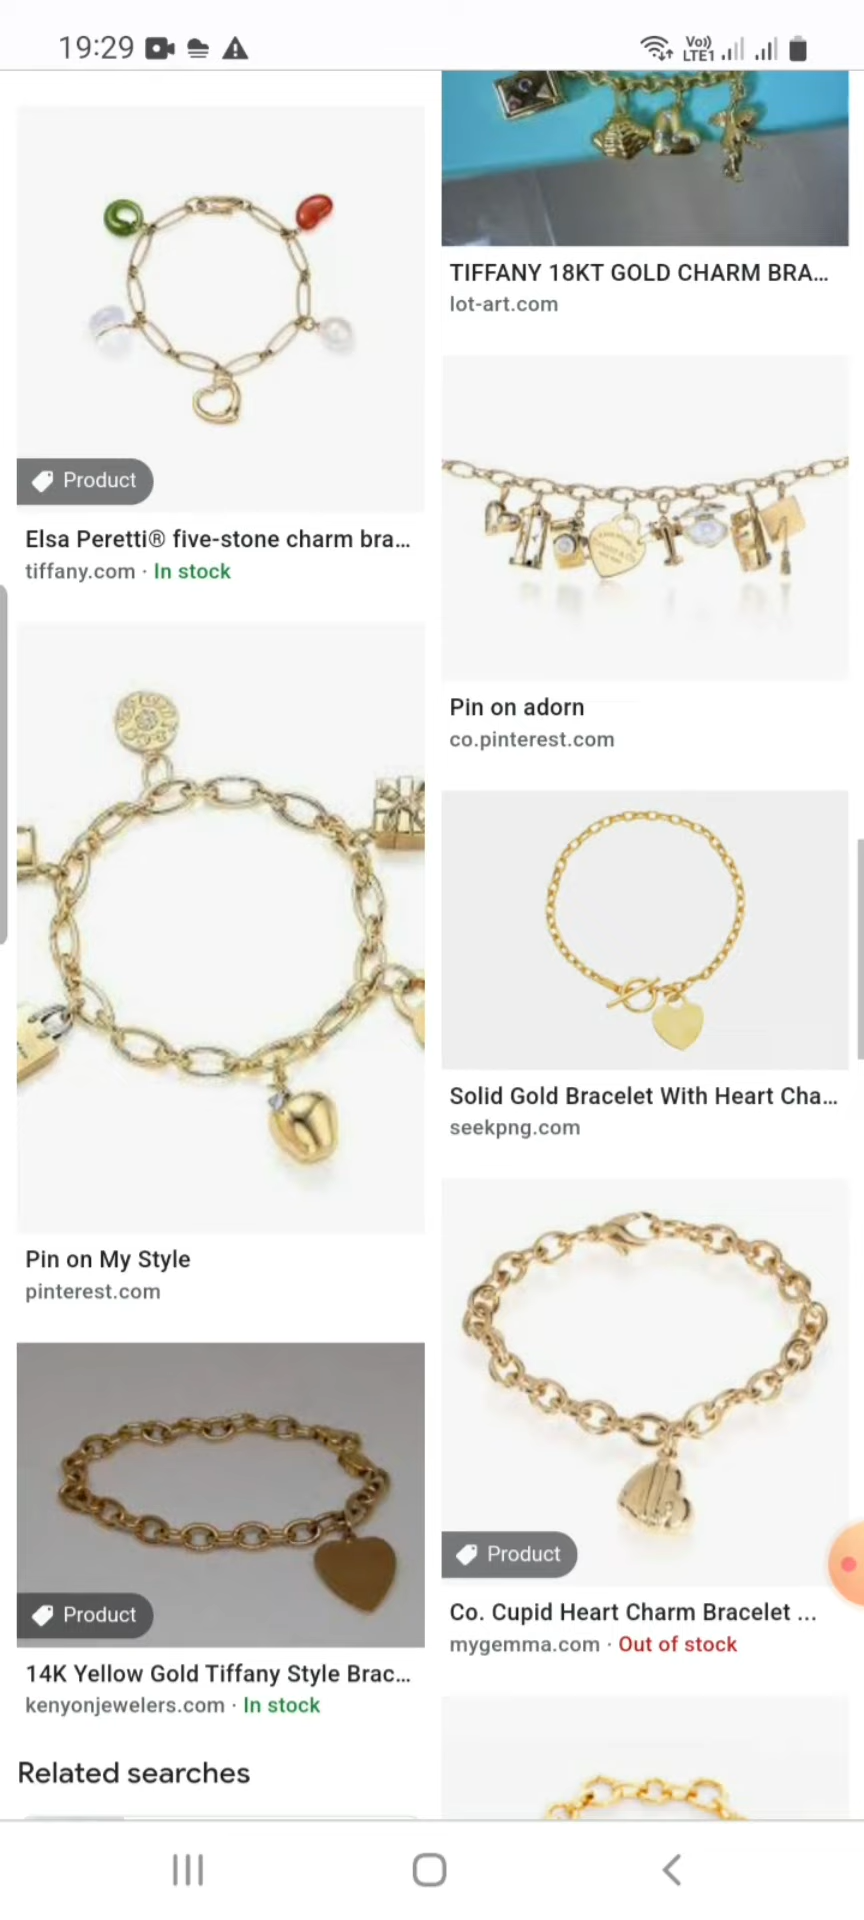 19:29
Vo))
LTE1
Product
Elsa Peretti® five-stone charm bra...
tiffany.com · In stock
Pin on My Style
pinterest.com
Product
14K Yellow Gold Tiffany Style Brac...
kenyonjewelers.com · In stock
Related searches
TIFFANY 18KT GOLD CHARM BRA...
lot-art.com
Pin on adorn
co.pinterest.com
Solid Gold Bracelet With Heart Cha...
seekpng.com
Product
Co. Cupid Heart Charm Bracelet ...
mygemma.com · Out of stock